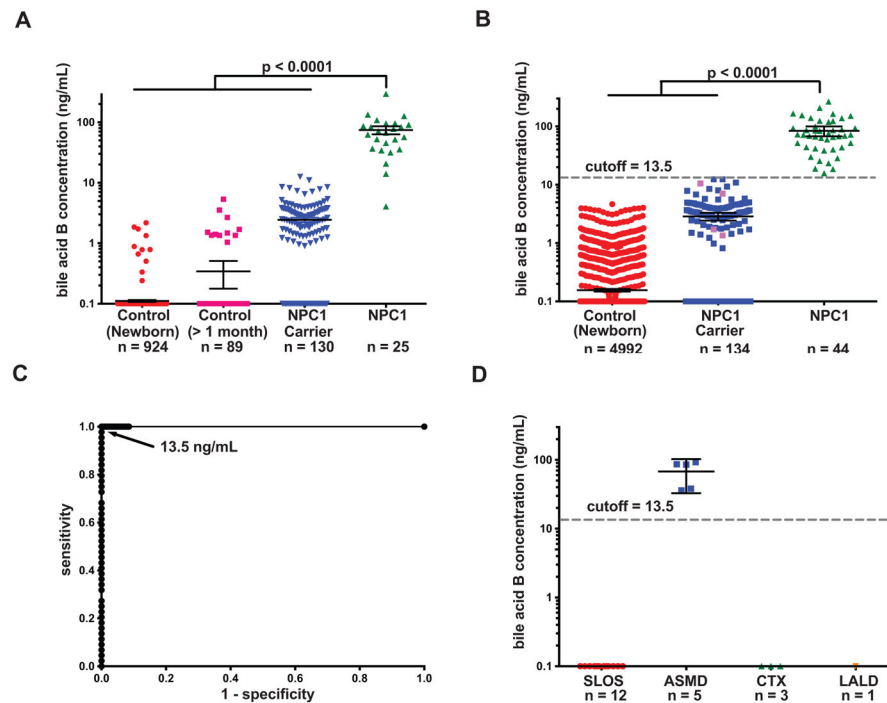 A
bile acid B concentration (ng/mL)
p < 0.0001
100
10
1
0.1
Control Control NPC1 NPC1
(Newborn) (> 1 month) Carrier
n = 924 n = 89 n = 130 n = 25
B
bile acid B concentration (ng/mL)
p < 0.0001
100
cutoff = 13.5
10
1
0.1
Control NPC1 NPC1
(Newborn) Carrier
n = 4992 n = 134 n = 44
C
sensitivity
1.0
13.5 ng/mL
0.8
0.6
0.4
0.2
0.0
0.0 0.2 0.4 0.6 0.8 1.0
1 - specificity
D
bile acid B concentration (ng/mL)
100
cutoff = 13.5
10
1
0.1
SLOS ASMD CTX LALD
n = 12 n = 5 n = 3 n = 1